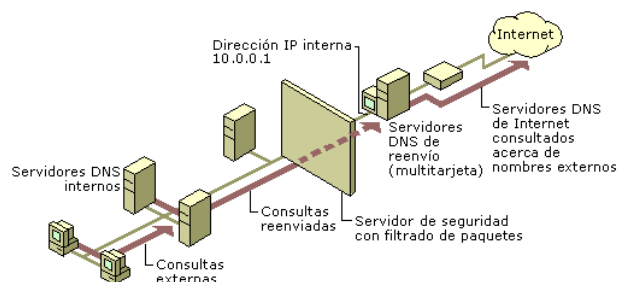 Internet
Dirección IP interna
10.0.0.1
Servidores DNS
de Internet
consultados
acerca de
nombres externos
Servidores
DNS de
reenvío
(multitarjeta)
Servidores DNS
internos
Consultas
reenviadas
Servidor de seguridad
con filtrado de paquetes
Consultas
externas